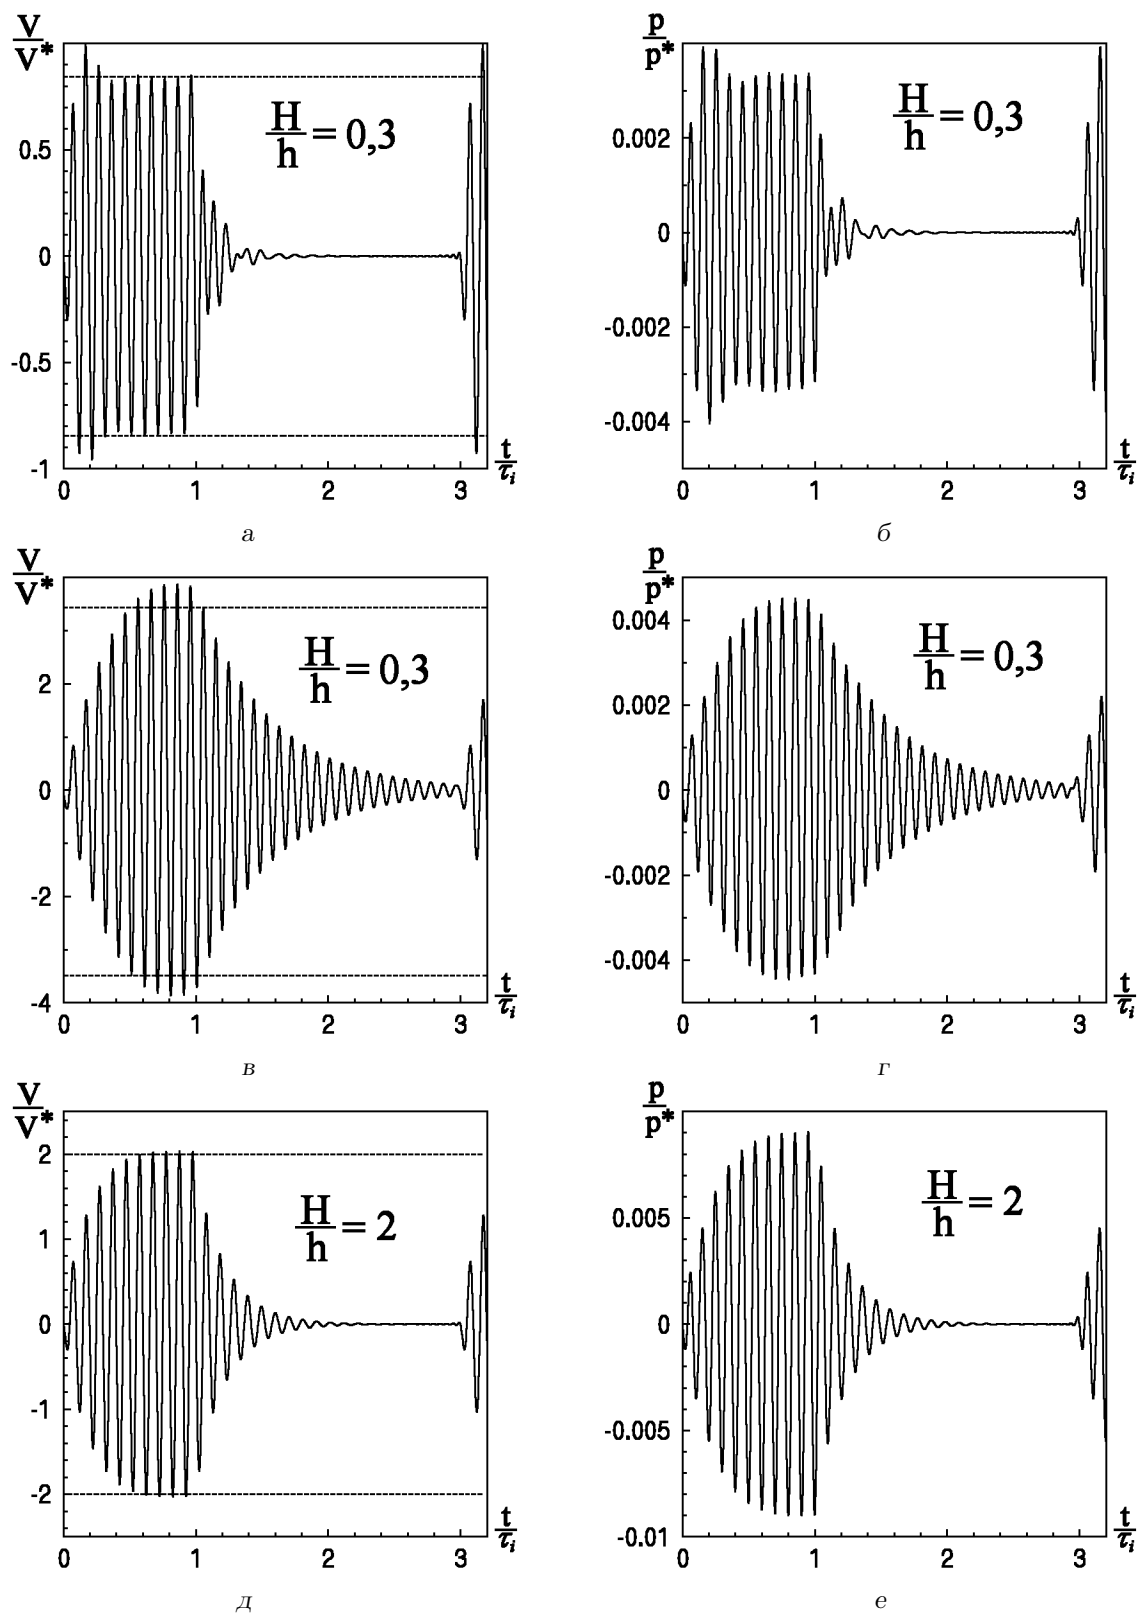 V/V*
0.5
0
-0.5
-1
H/h = 0,3
0 1 2 3
t/τi
а
p/p*
0.002
0
-0.002
-0.004
H/h = 0,3
0 1 2 3
t/τi
б
V/V*
2
0
-2
-4
H/h = 0,3
0 1 2 3
t/τi
в
p/p*
0.004
0.002
0
-0.002
-0.004
H/h = 0,3
0 1 2 3
t/τi
г
V/V*
2
1
0
-1
-2
H/h = 2
0 1 2 3
t/τi
д
p/p*
0.005
0
-0.005
-0.01
H/h = 2
0 1 2 3
t/τi
е